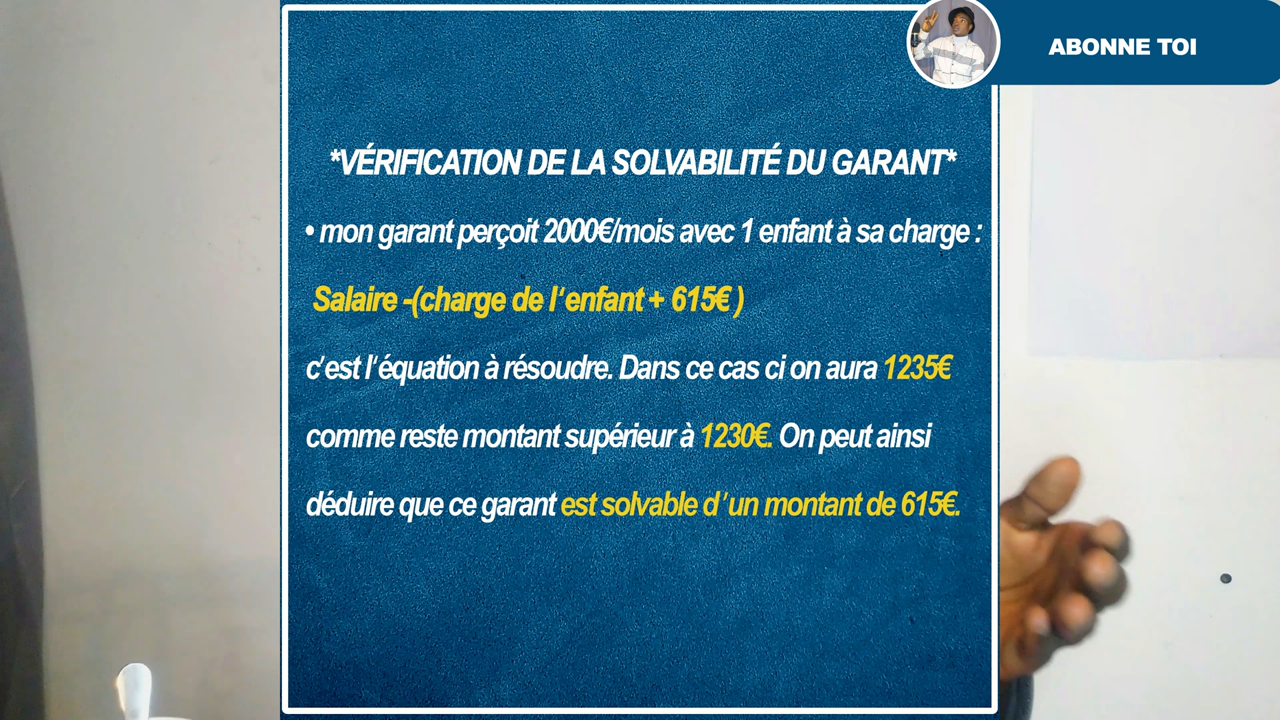 ABONNE TOI
*VÉRIFICATION DE LA SOLVABILITÉ DU GARANT*
• mon garant perçoit 2000€/mois avec 1 enfant à sa charge :
Salaire -(charge de l'enfant + 615€ )
c'est l'équation à résoudre. Dans ce cas ci on aura 1235€
comme reste montant supérieur à 1230€. On peut ainsi
déduire que ce garant est solvable d'un montant de 615€.